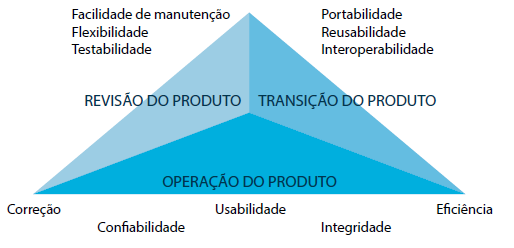 Facilidade de manutenção
Flexibilidade
Testabilidade
Portabilidade
Reusabilidade
Interoperabilidade
REVISÃO DO PRODUTO
TRANSIÇÃO DO PRODUTO
OPERAÇÃO DO PRODUTO
Correção
Usabilidade
Eficiência
Confiabilidade
Integridade